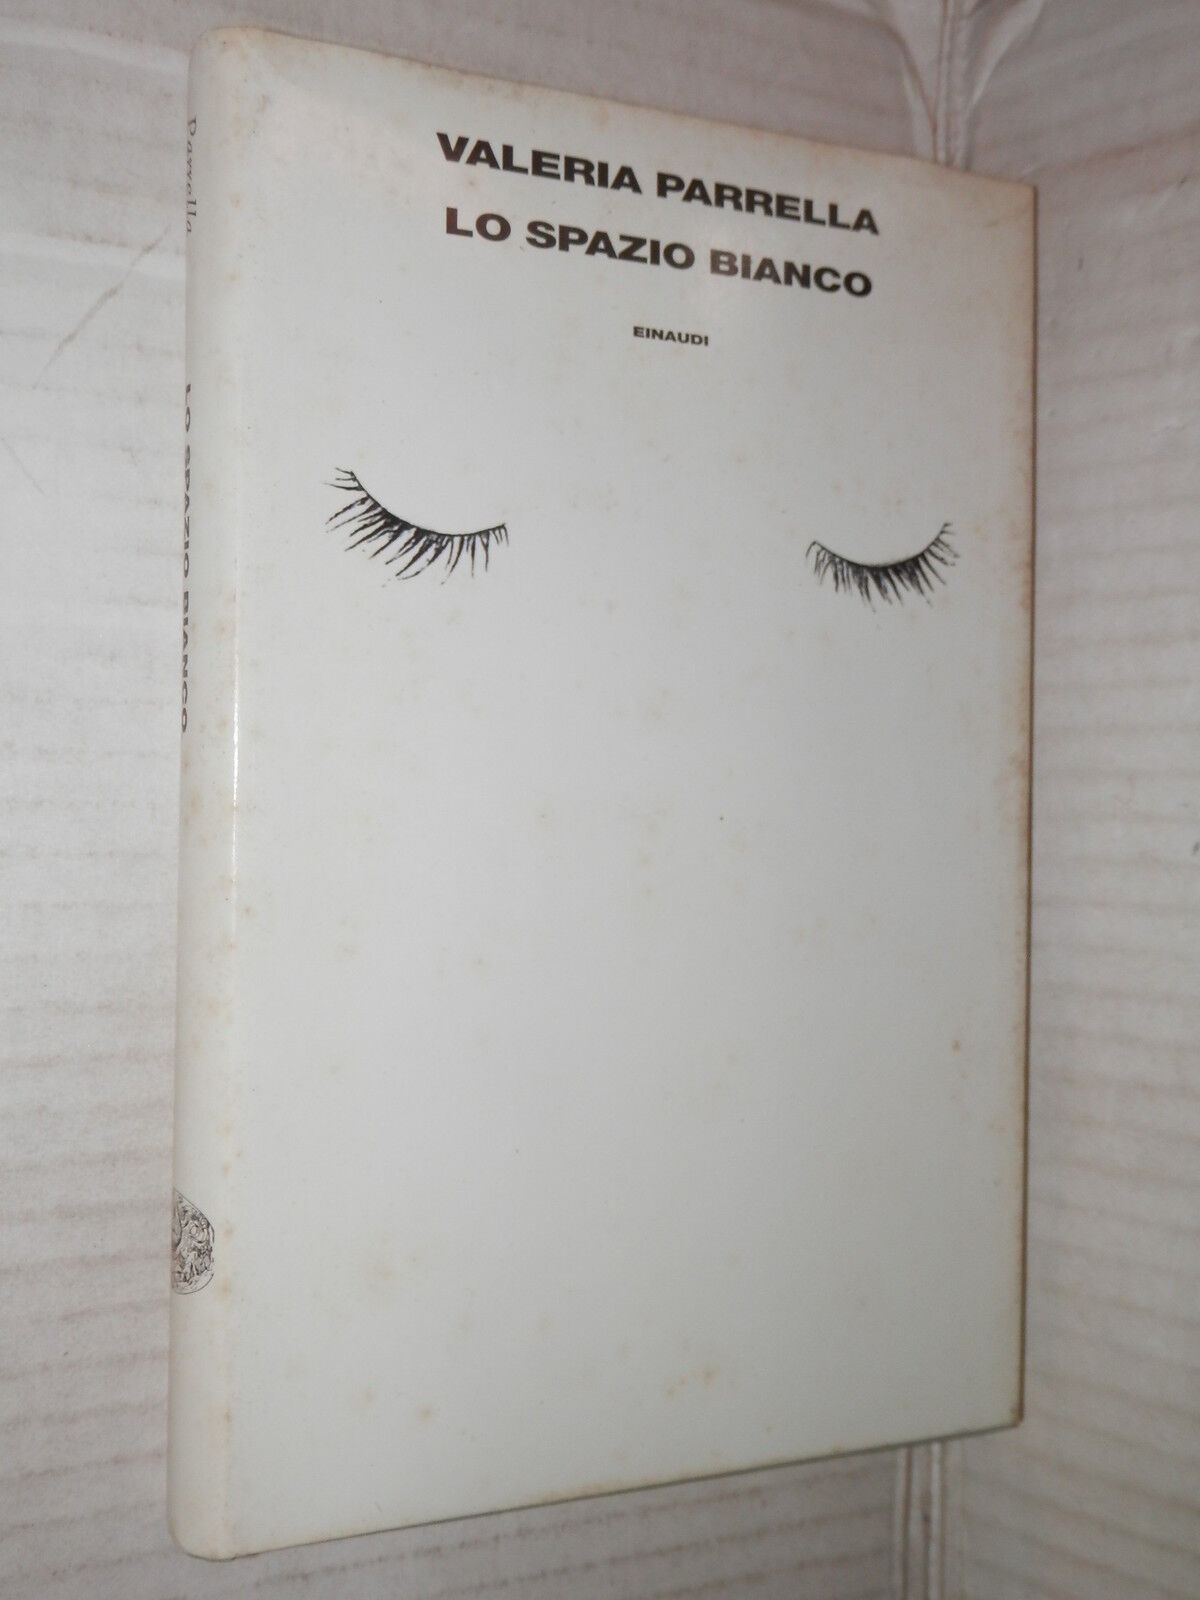 VALERIA PARRELLA
LO SPAZIO BIANCO
EINAUDI
Parrella
LO SPAZIO BIANCO